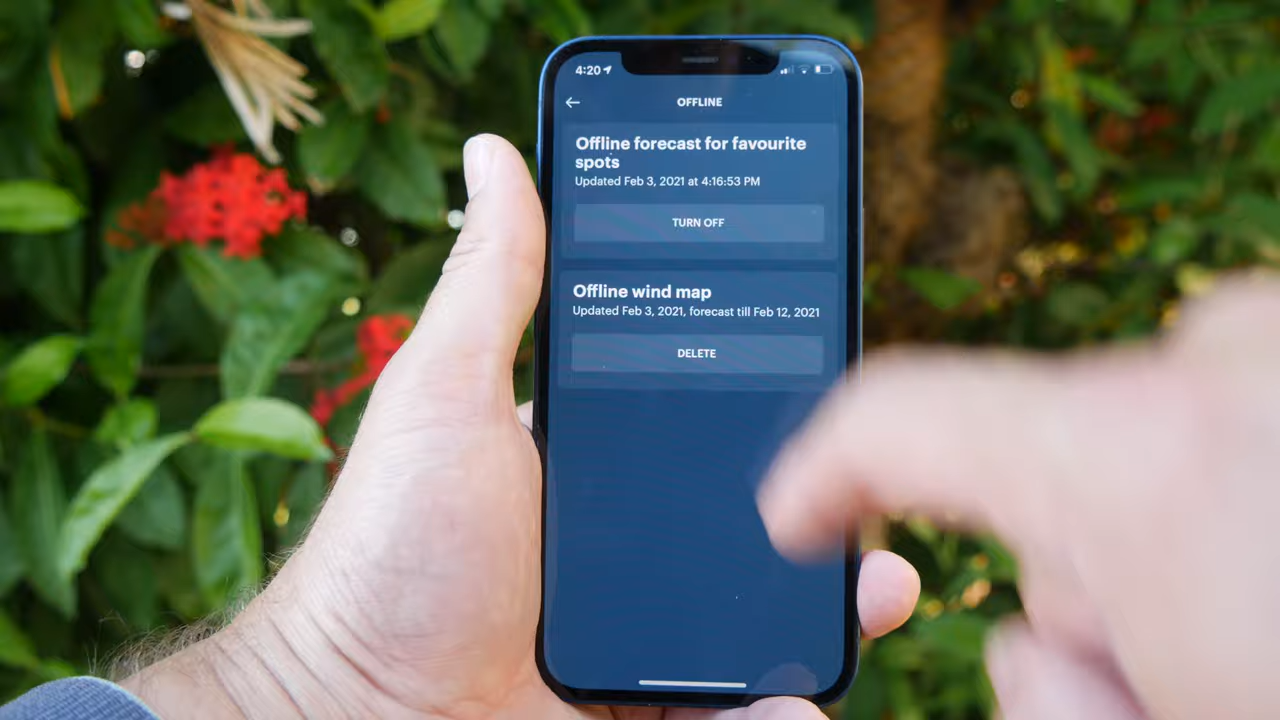 4:20
OFFLINE
Offline forecast for favourite
spots
Updated Feb 3, 2021 at 4:16:53 PM
TURN OFF
Offline wind map
Updated Feb 3, 2021, forecast till Feb 12, 2021
DELETE